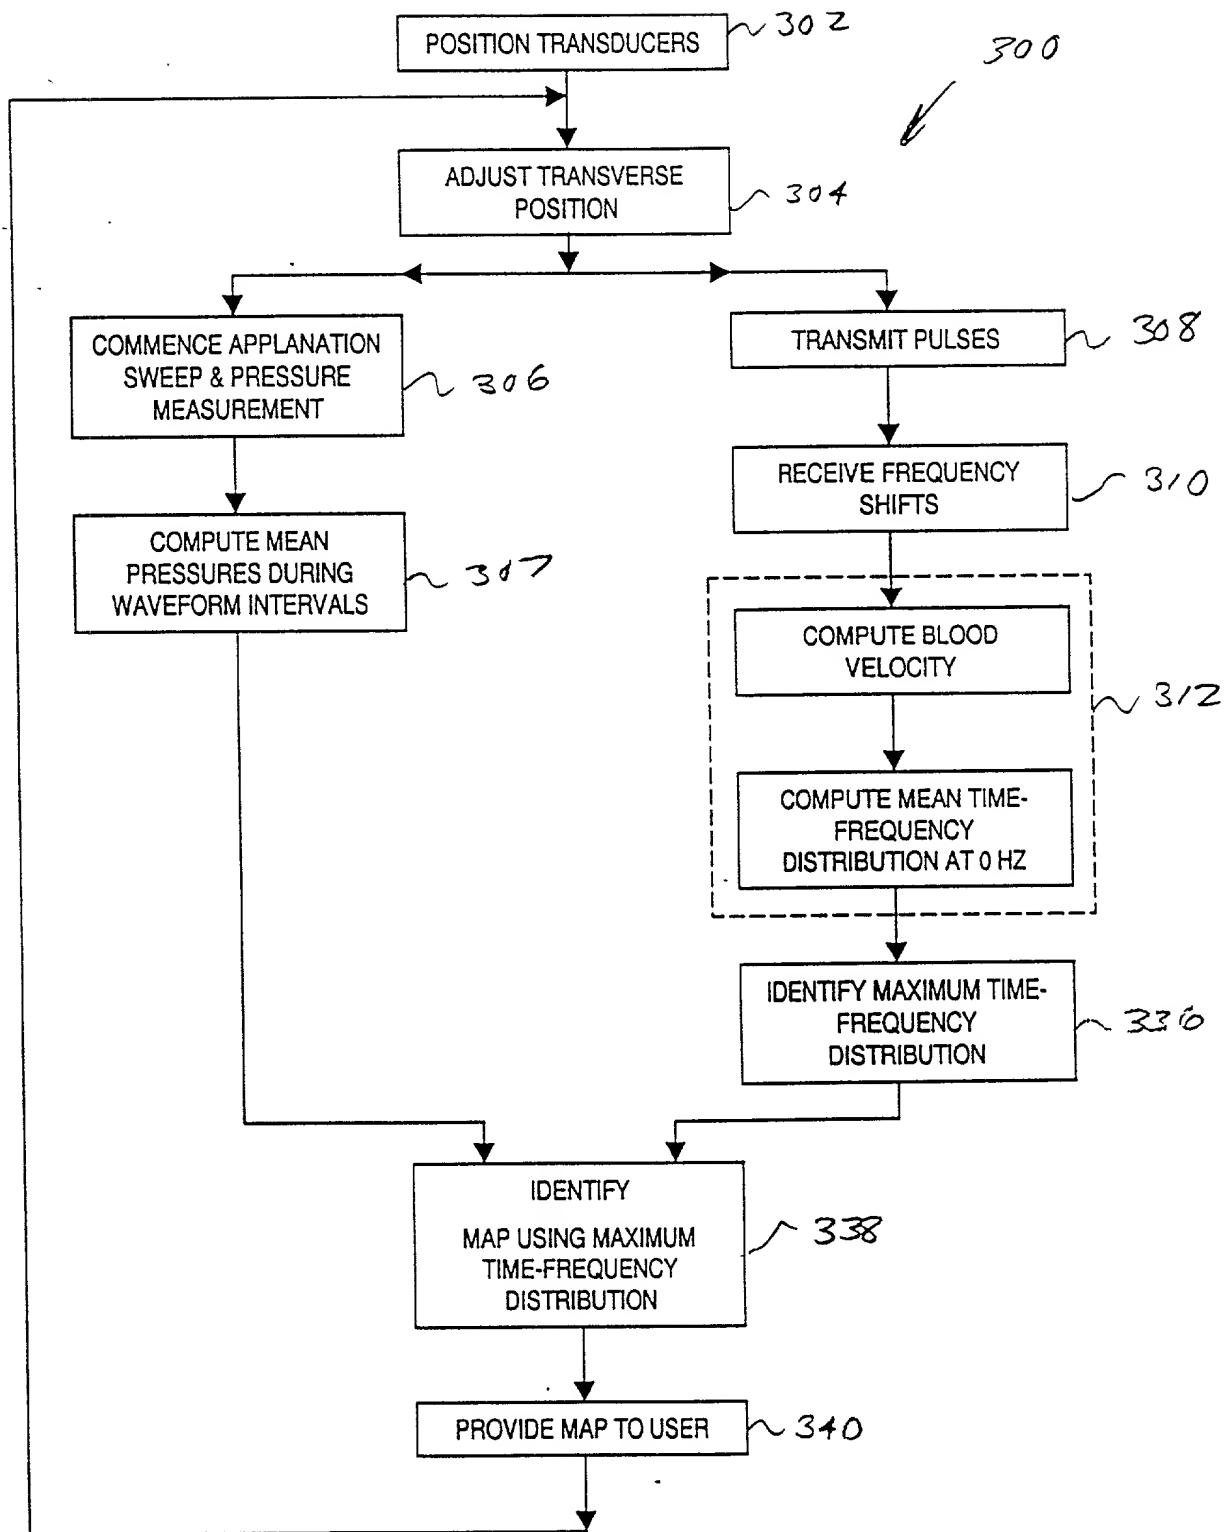 POSITION TRANSDUCERS
302
300
ADJUST TRANSVERSE
POSITION
304
COMMENCE APPLANATION
SWEEP & PRESSURE
MEASUREMENT
306
TRANSMIT PULSES
308
RECEIVE FREQUENCY
SHIFTS
310
COMPUTE MEAN
PRESSURES DURING
WAVEFORM INTERVALS
307
COMPUTE BLOOD
VELOCITY
312
COMPUTE MEAN TIME-
FREQUENCY
DISTRIBUTION AT 0 HZ
IDENTIFY MAXIMUM TIME-
FREQUENCY
DISTRIBUTION
336
IDENTIFY
MAP USING MAXIMUM
TIME-FREQUENCY
DISTRIBUTION
338
PROVIDE MAP TO USER
340